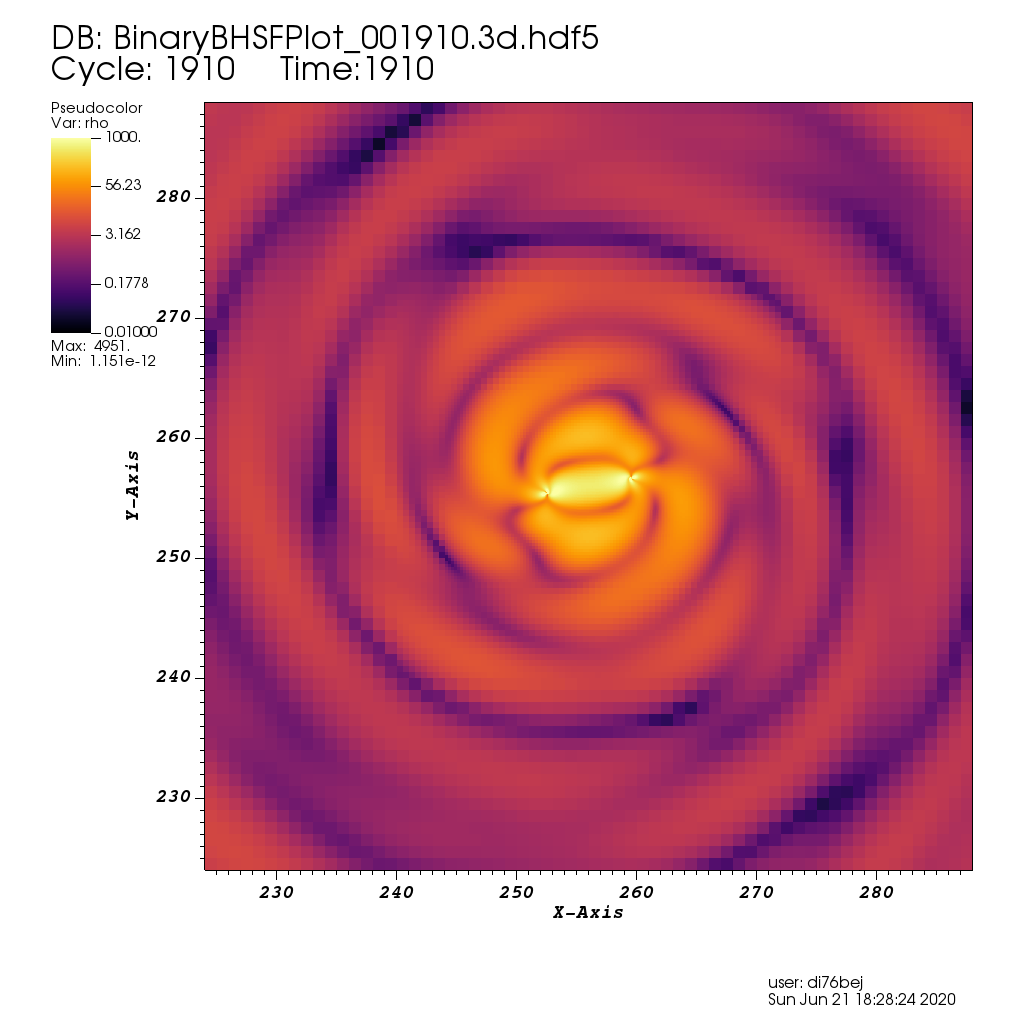 DB: BinaryBHSFPlot_001910.3d.hdf5
Cycle: 1910 Time:1910
Pseudocolor
Var: rho
1000.
56.23
3.162
0.1778
0.01000
Max: 4951.
Min: 1.151e-12
280
270
260
250
240
230
Y-Axis
230 240 250 260 270 280
X-Axis
user: di76bej
Sun Jun 21 18:28:24 2020